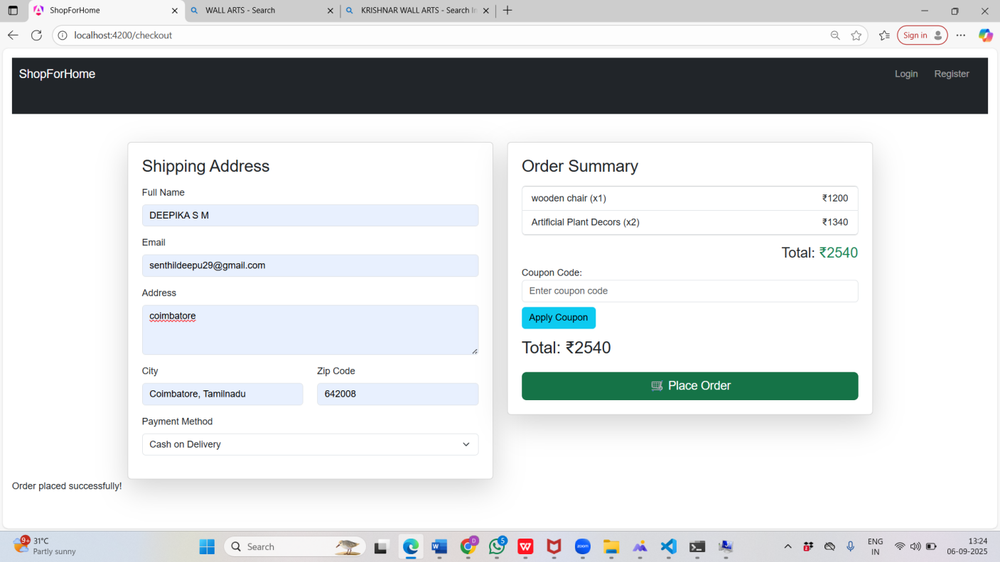 ShopForHome
WALL ARTS - Search
KRISHNAR WALL ARTS - Search In
localhost:4200/checkout
Sign in
ShopForHome
Login
Register
Shipping Address
Full Name
DEEPIKA S M
Email
senthildeepu29@gmail.com
Address
coimbatore
City
Zip Code
Coimbatore, Tamilnadu
642008
Payment Method
Cash on Delivery
Order Summary
wooden chair (x1) ₹1200
Artificial Plant Decors (x2) ₹1340
Total: ₹2540
Coupon Code:
Enter coupon code
Apply Coupon
Total: ₹2540
Place Order
Order placed successfully!
9+
31°C
Partly sunny
Search
W
D
5
W
zoom
2
ENG
IN
13:24
06-09-2025